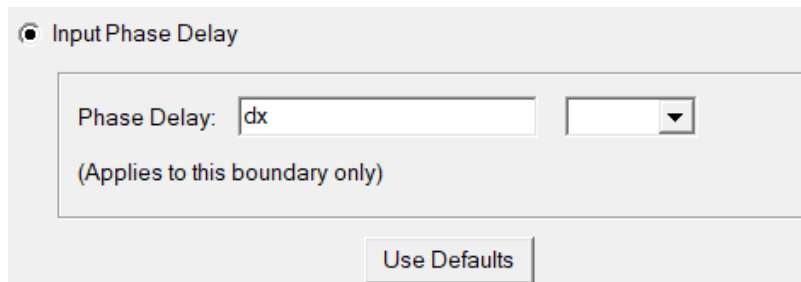 Input Phase Delay
Phase Delay: dx
(Applies to this boundary only)
Use Defaults